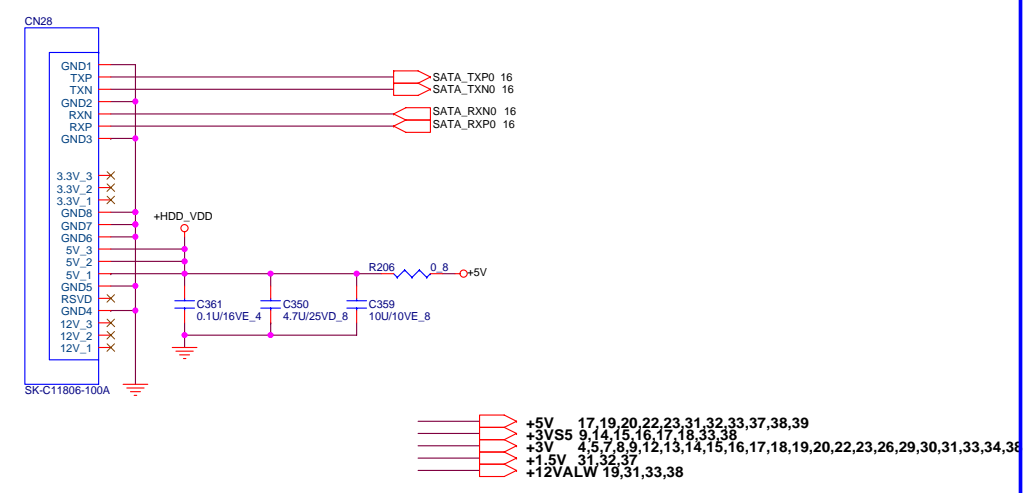 CN28
GND1
TXP
TXN
GND2
RXN
RXP
GND3
SATA_TXP0 16
SATA_TXN0 16
SATA_RXN0 16
SATA_RXP0 16
3.3V_3
3.3V_2
3.3V_1
GND8
GND7
GND6
5V_3
5V_2
5V_1
GND5
RSVD
GND4
12V_3
12V_2
12V_1
+HDD_VDD
R206 0_8 +5V
C361
0.1U/16VE_4
C350
4.7U/25VD_8
C359
10U/10VE_8
SK-C11806-100A
+5V 17,19,20,22,23,31,32,33,37,38,39
+3VS5 9,14,15,16,17,18,33,38
+3V 4,5,7,8,9,12,13,14,15,16,17,18,19,20,22,23,26,29,30,31,33,34,38
+1.5V 31,32,37
+12VALW 19,31,33,38